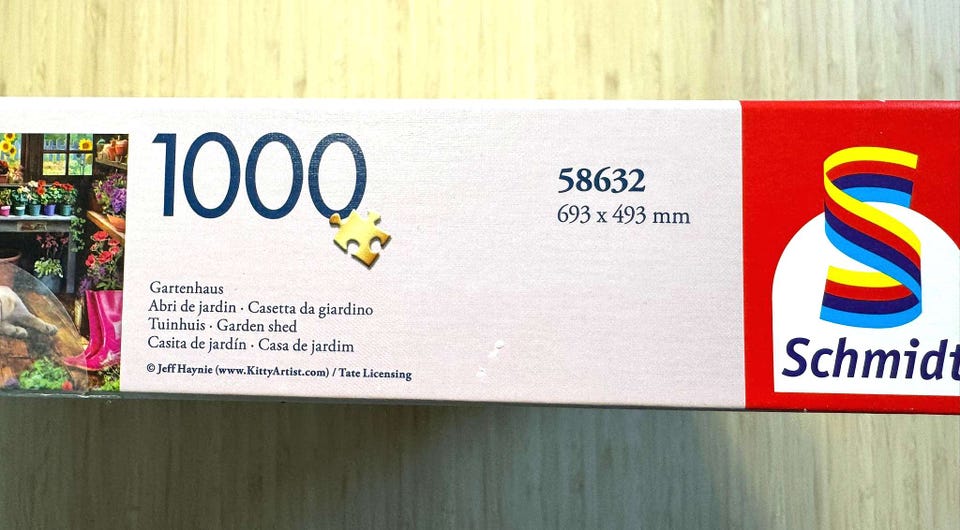 1000
58632
693 x 493 mm
Gartenhaus
Abri de jardin · Casetta da giardino
Tuinhuis · Garden shed
Casita de jardín · Casa de jardim
© Jeff Haynie (www.KittyArtist.com) / Tate Licensing
Schmidt